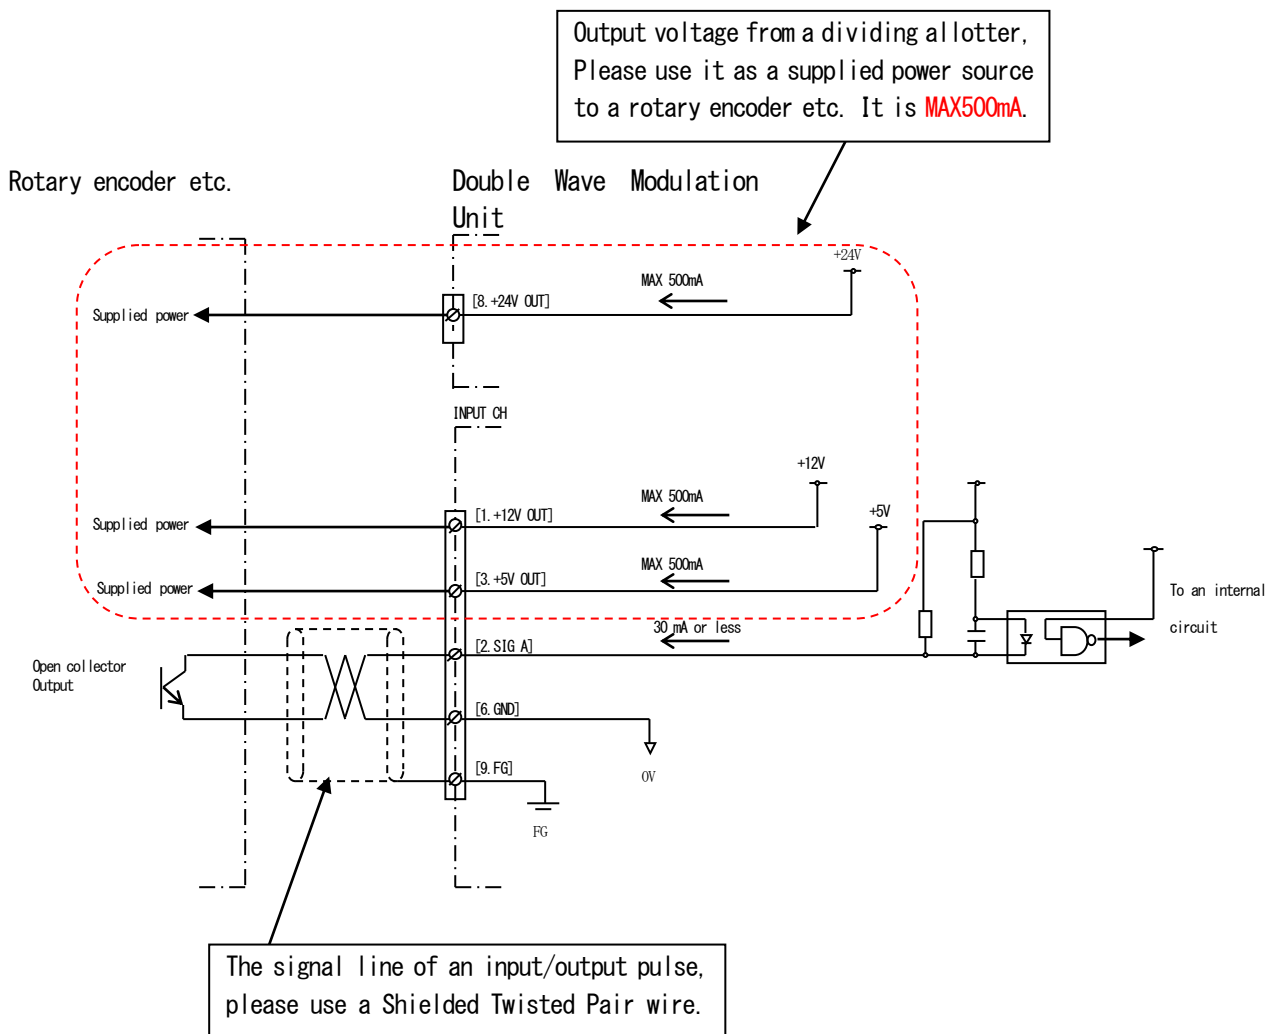 Output voltage from a dividing allotter,
Please use it as a supplied power source
to a rotary encoder etc. It is MAX500mA.
Rotary encoder etc.
Double Wave Modulation
Unit
+24V
MAX 500mA
[8.+24V OUT]
Supplied power
INPUT CH
+12V
MAX 500mA
+5V
[1.+12V OUT]
Supplied power
MAX 500mA
[3.+5V OUT]
Supplied power
To an internal
circuit
30 mA or less
[2.SIG A]
Open collector
Output
[6.GND]
0V
[9.FG]
FG
The signal line of an input/output pulse,
please use a Shielded Twisted Pair wire.